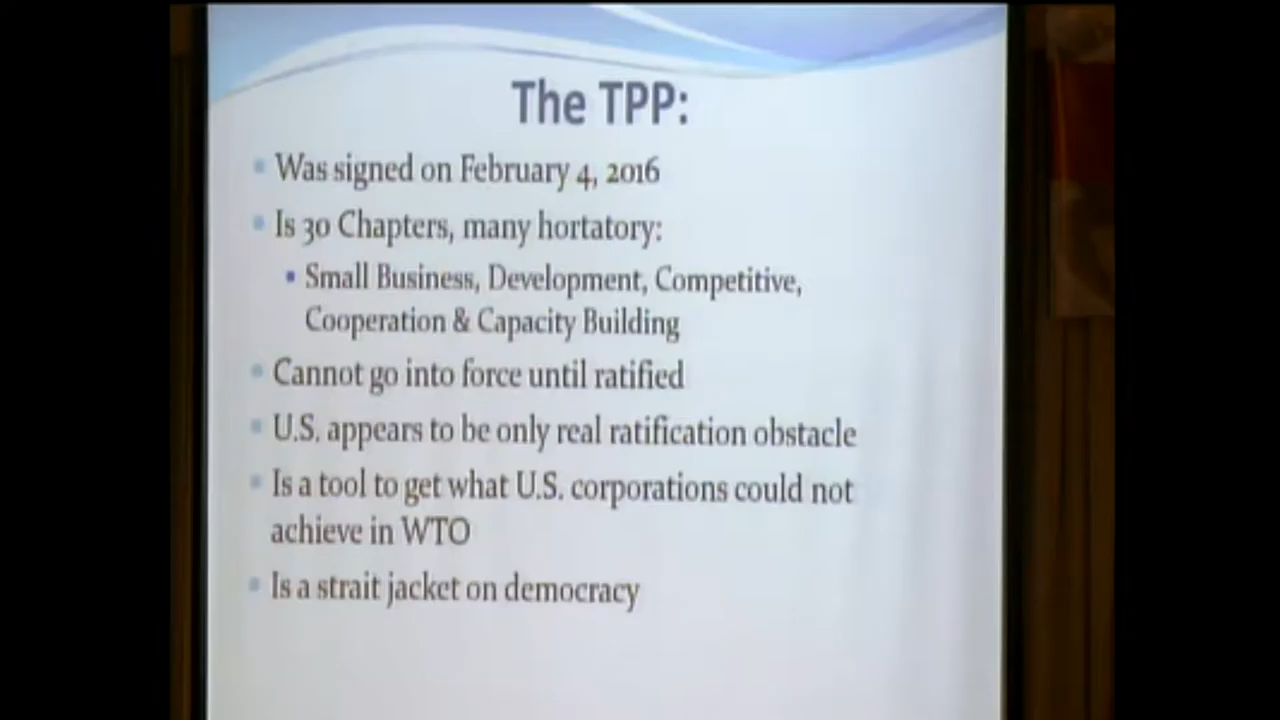 The TPP:
Was signed on February 4, 2016
Is 30 Chapters, many hortatory:
Small Business, Development, Competitive,
Cooperation & Capacity Building
Cannot go into force until ratified
U.S. appears to be only real ratification obstacle
Is a tool to get what U.S. corporations could not
achieve in WTO
Is a strait jacket on democracy